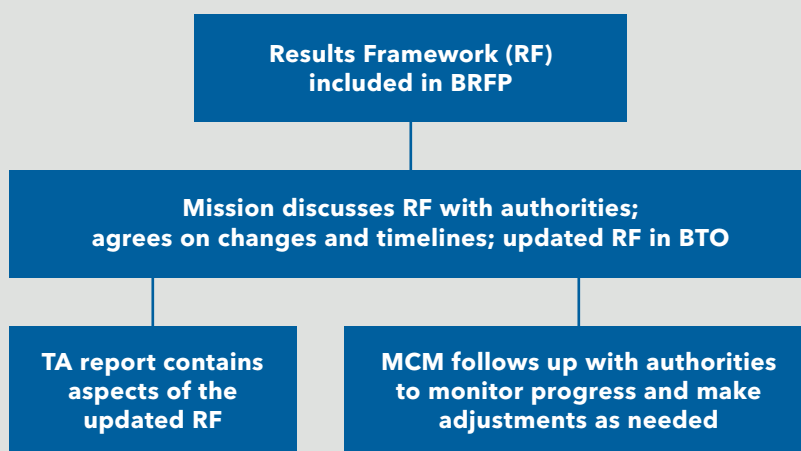 Results Framework (RF)
included in BRFP
Mission discusses RF with authorities;
agrees on changes and timelines; updated RF in BTO
TA report contains
aspects of the
updated RF
MCM follows up with authorities
to monitor progress and make
adjustments as needed